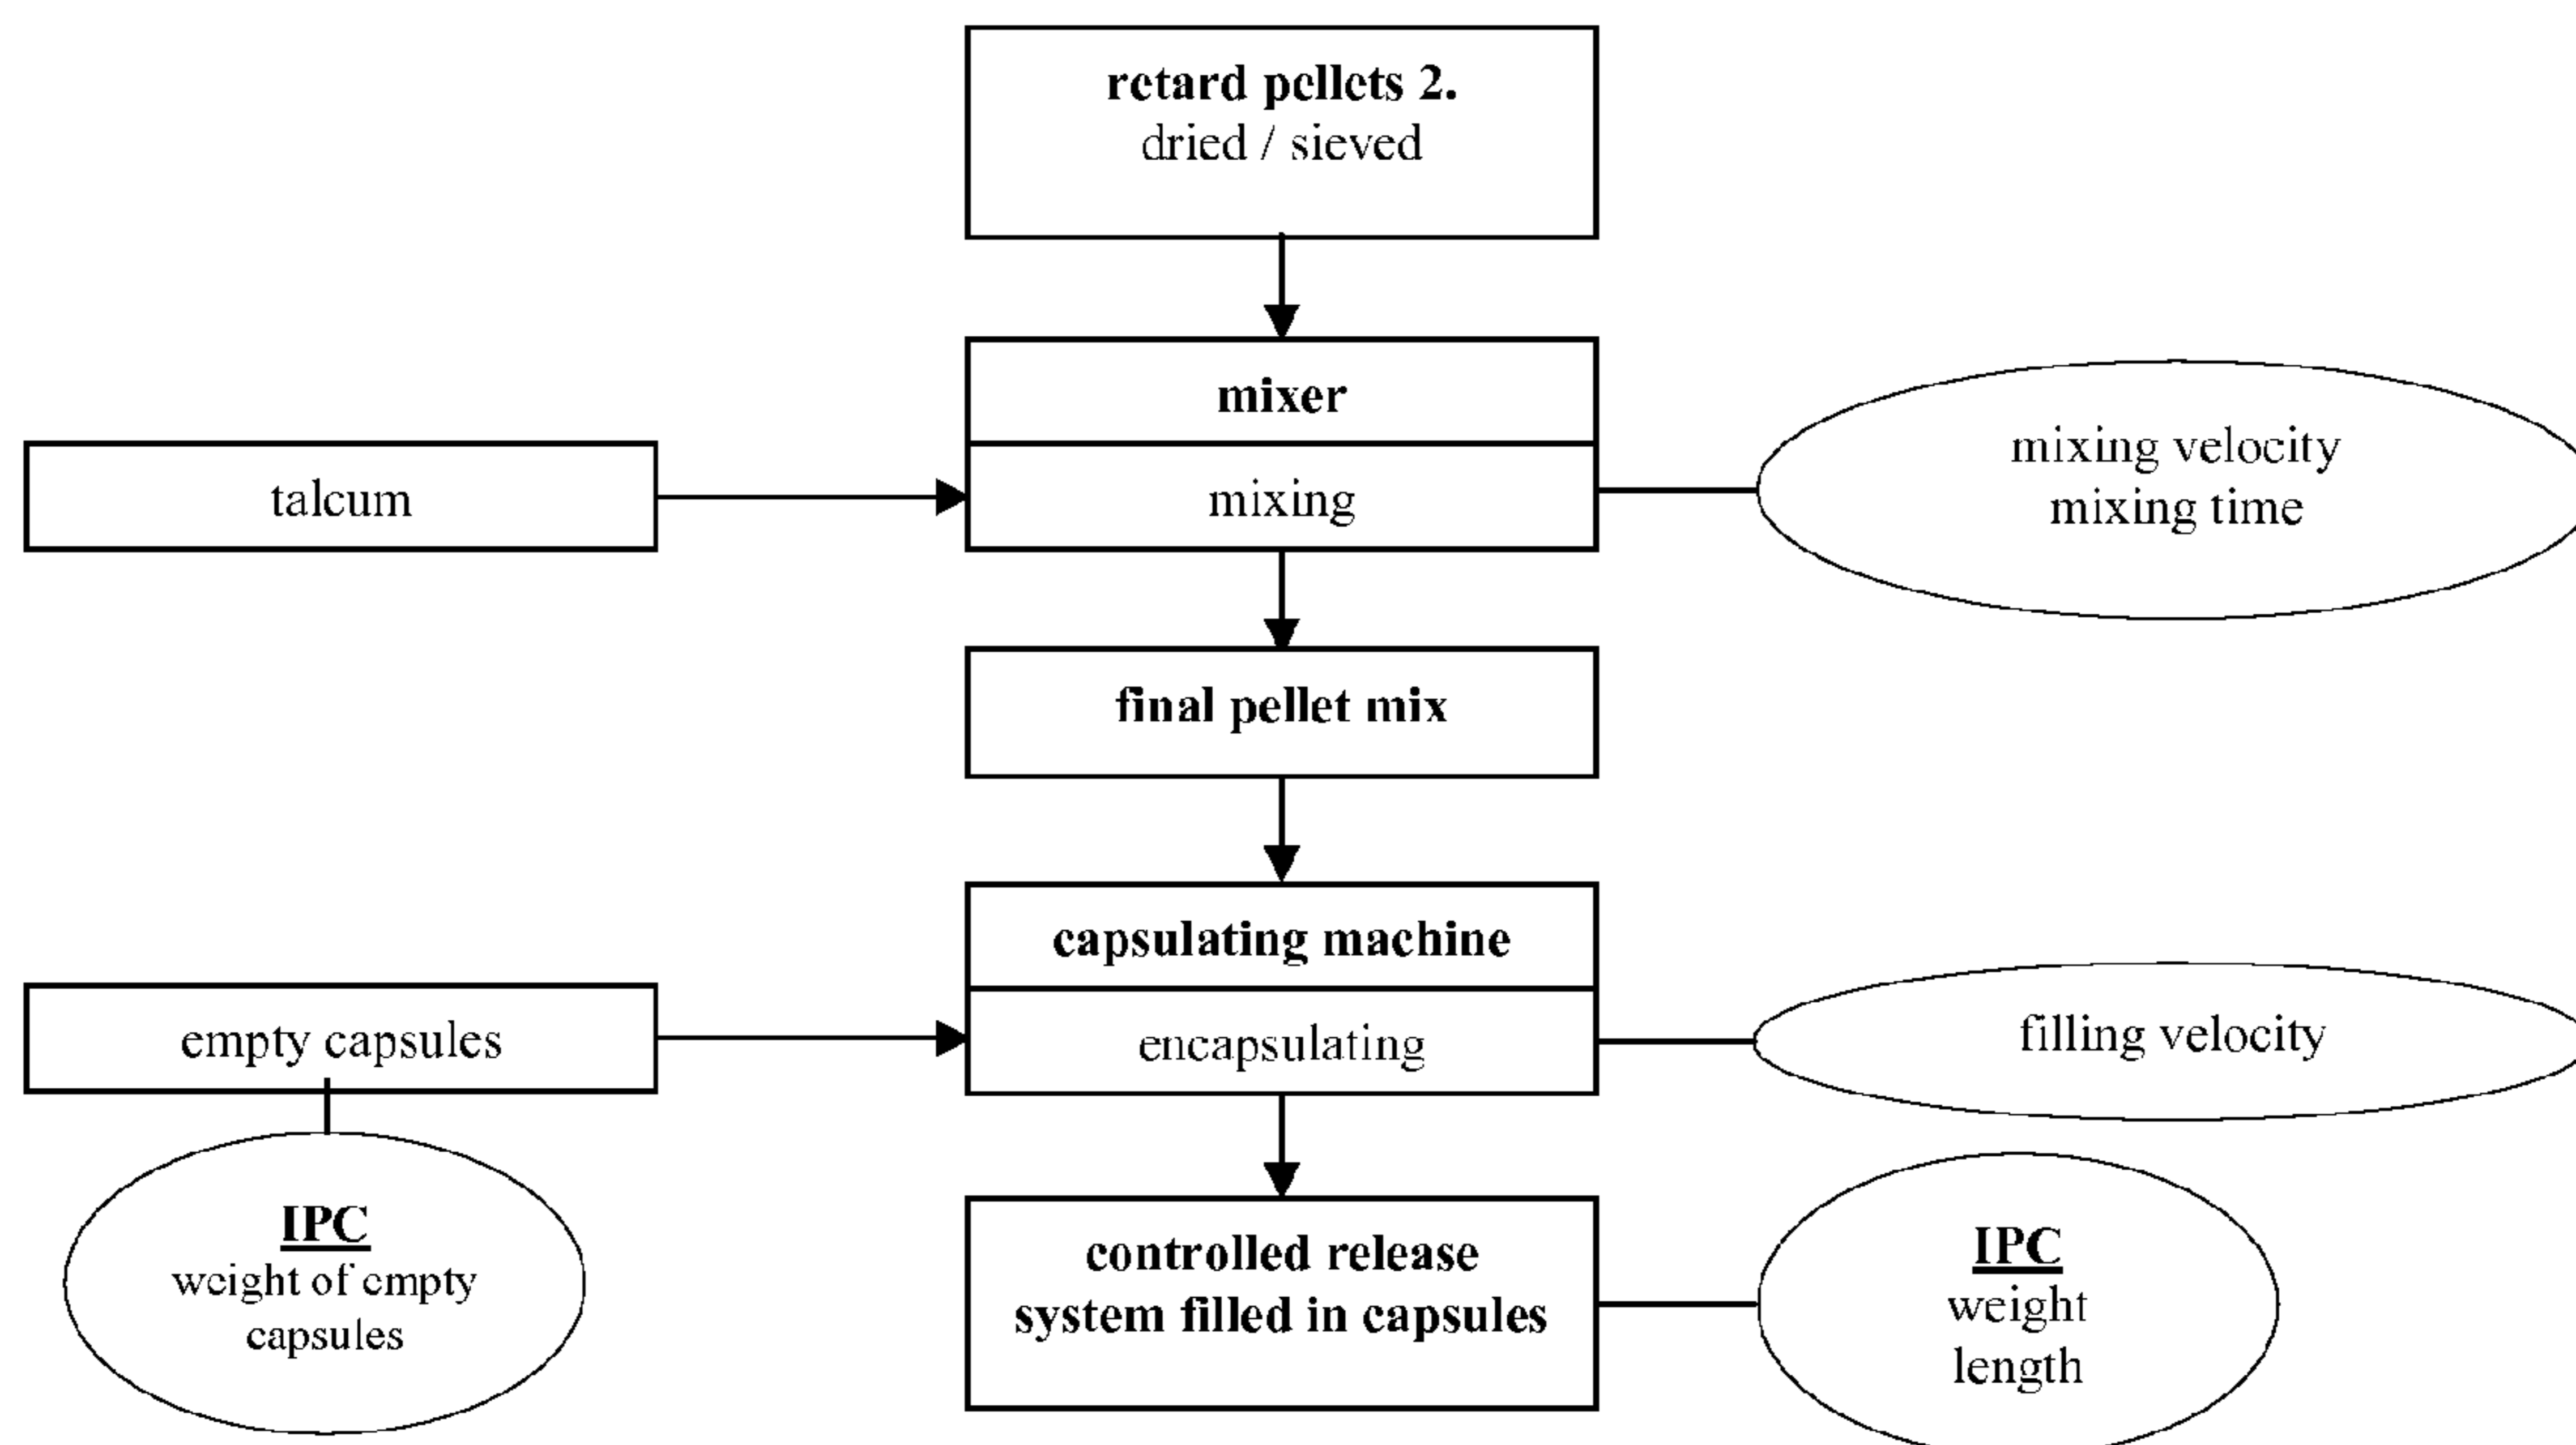 retard pellets 2.
dried / sieved
mixer
mixing velocity
talcum
mixing
mixing time
final pellet mix
capsulating machine
empty capsules
encapsulating
filling velocity
IPC
weight of empty
capsules
controlled release
system filled in capsules
IPC
weight
length